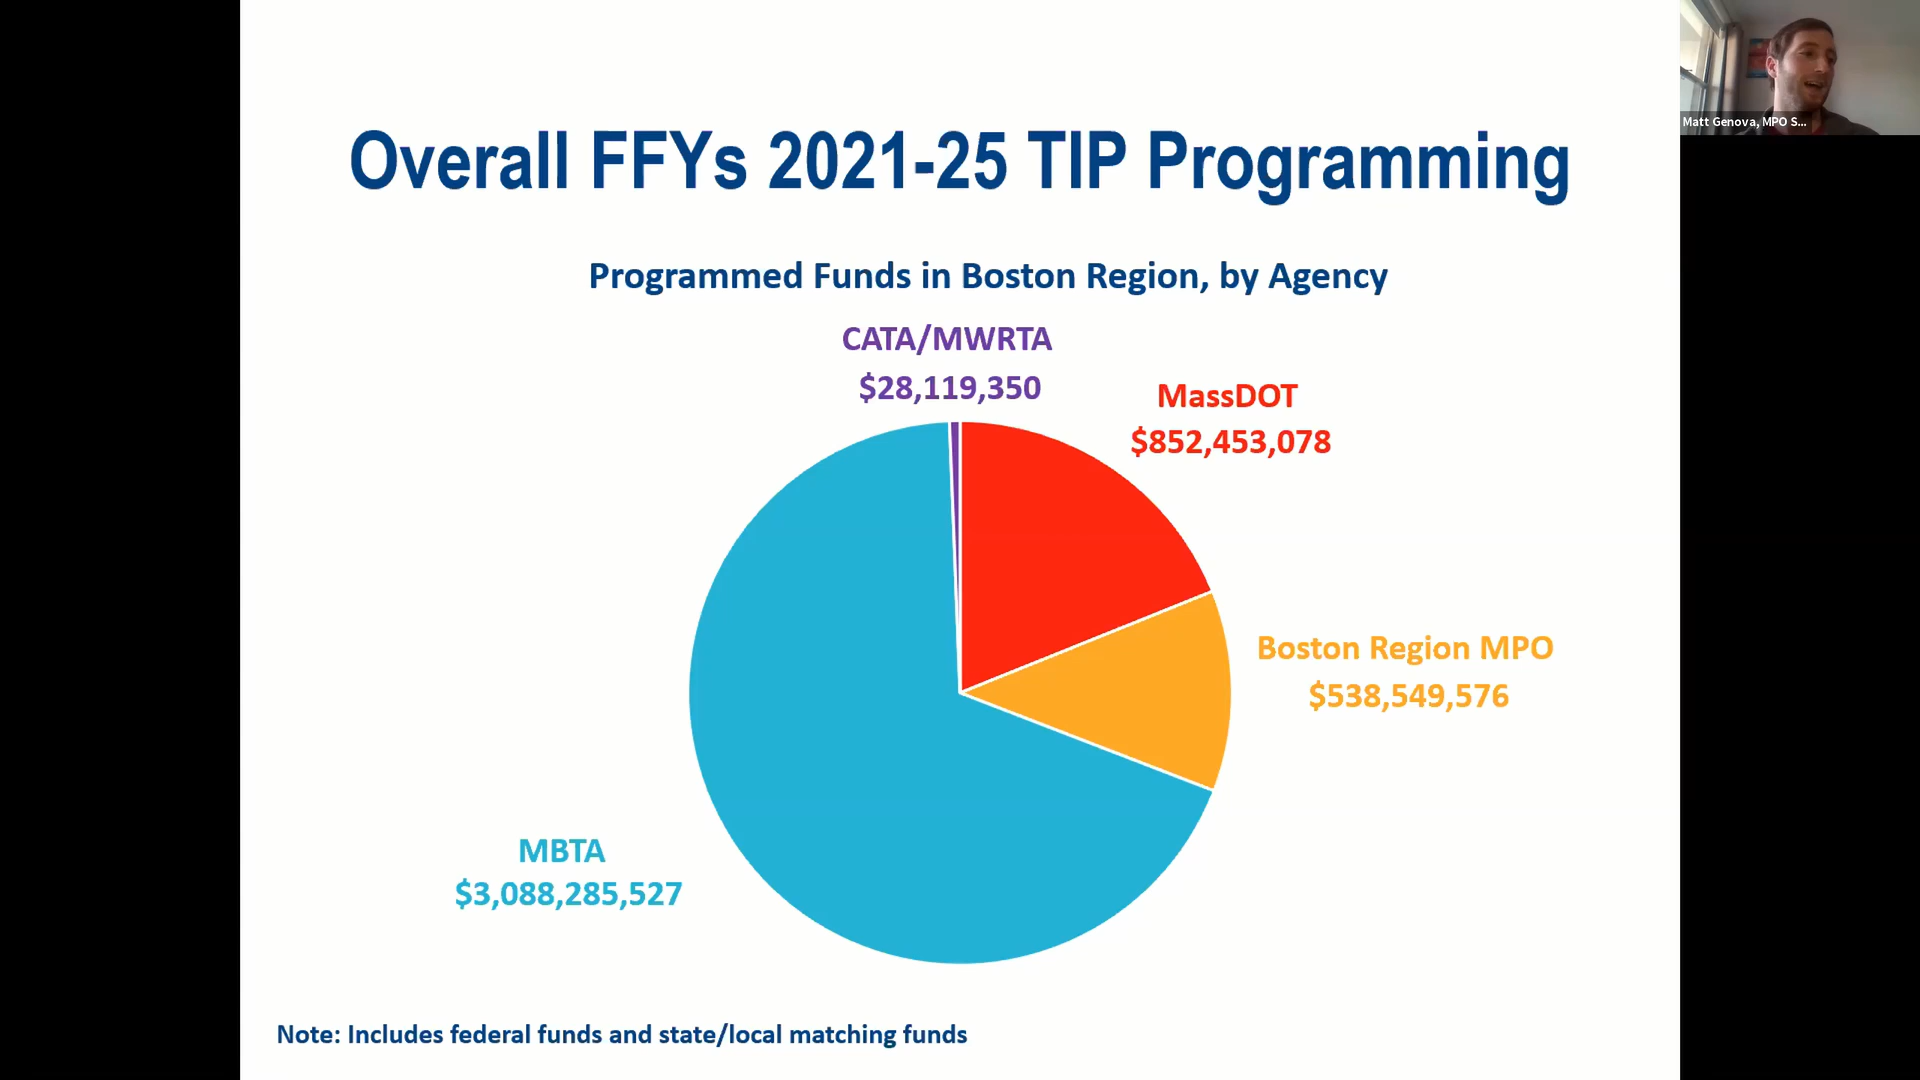 Matt Genova, MPO S...
Overall FFYs 2021-25 TIP Programming
Programmed Funds in Boston Region, by Agency
CATA/MWRTA
$28,119,350
MassDOT
$852,453,078
Boston Region MPO
$538,549,576
MBTA
$3,088,285,527
Note: Includes federal funds and state/local matching funds